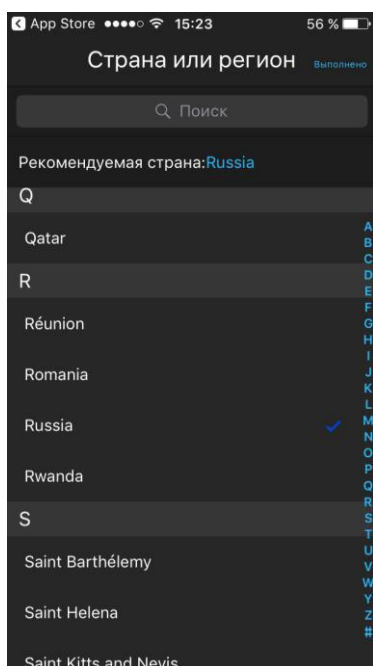 App Store 15:23 56 %
Страна или регион Выполнено
Поиск
Рекомендуемая страна:Russia
Q
Qatar
R
Réunion
Romania
Russia
Rwanda
S
Saint Barthélemy
Saint Helena
Saint Kitts and Nevis
A
B
C
D
E
F
G
H
I
J
K
L
M
N
O
P
Q
R
S
T
U
V
W
Y
Z
#